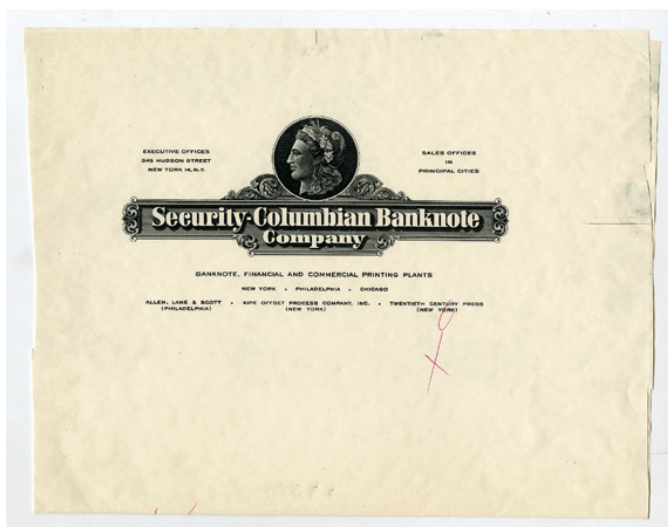 EXECUTIVE OFFICES
345 HUDSON STREET
NEW YORK 14, N.Y.
SALES OFFICES
IN
PRINCIPAL CITIES
Security-Columbian Banknote
Company
BANKNOTE, FINANCIAL AND COMMERCIAL PRINTING PLANTS
NEW YORK • PHILADELPHIA • CHICAGO
ALLEN, LANE & SCOTT • RIPE OFFSET PROCESS COMPANY, INC. • TWENTIETH CENTURY PRESS
(PHILADELPHIA) (NEW YORK) (NEW YORK)